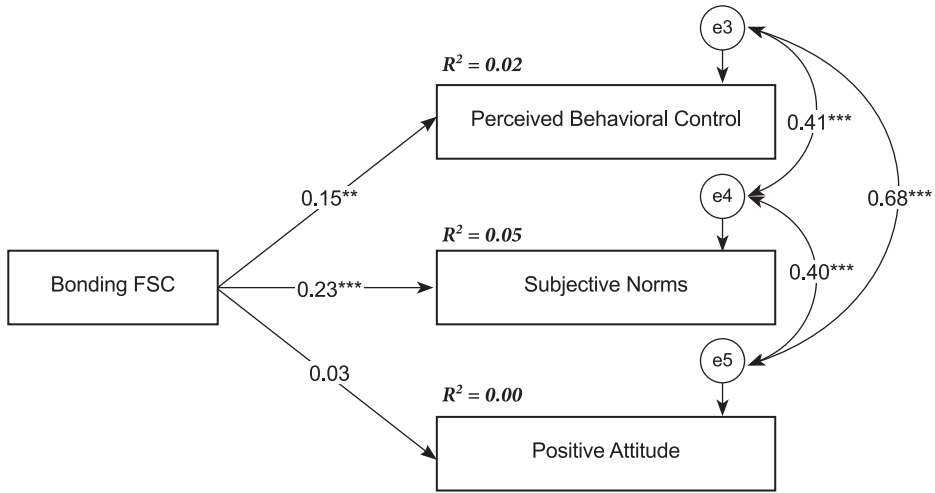 e3
R² = 0.02
Perceived Behavioral Control
0.41***
0.15**
e4
0.68***
R² = 0.05
Bonding FSC
0.23***
Subjective Norms
0.40***
e5
0.03
R² = 0.00
Positive Attitude